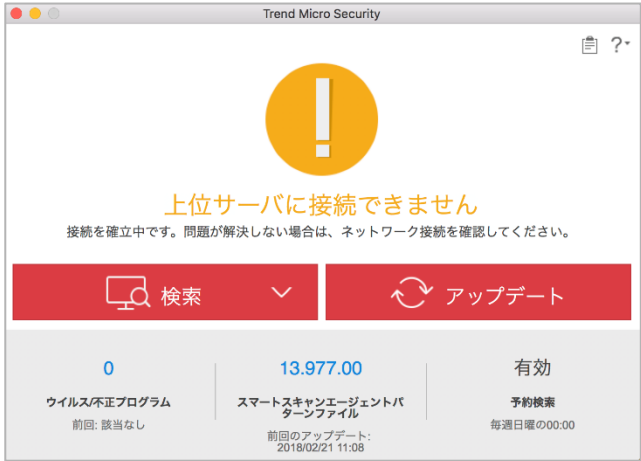 Trend Micro Security
?
!
上位サーバに接続できません
接続を確立中です。問題が解決しない場合は、ネットワーク接続を確認してください。
検索
アップデート
0
ウイルス/不正プログラム
前回: 該当なし
13.977.00
スマートスキャンエージェントパ
ターンファイル
前回のアップデート:
2018/02/21 11:08
有効
予約検索
毎週日曜の00:00